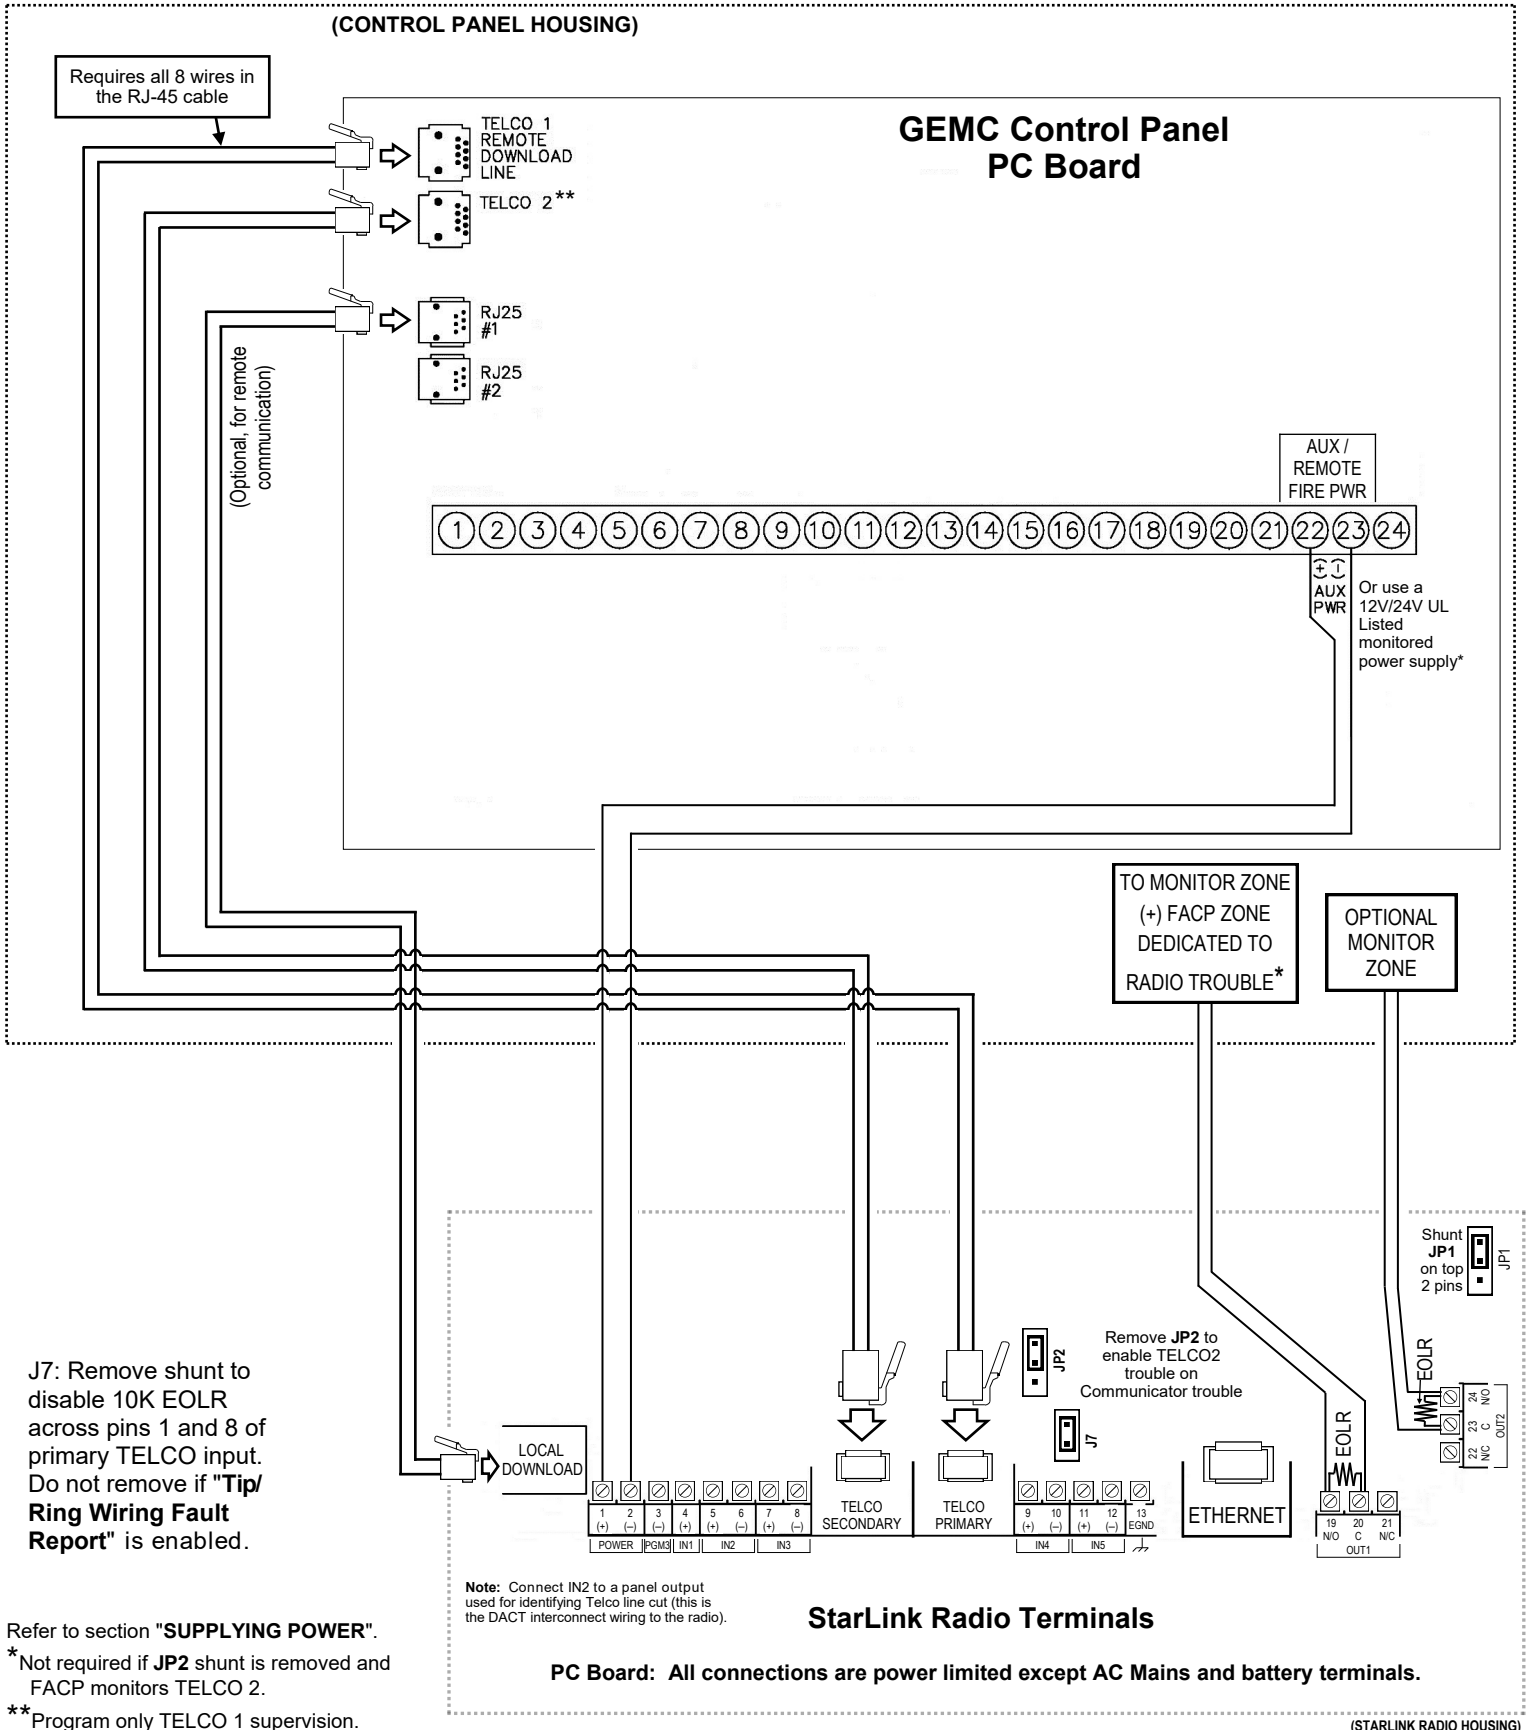 (CONTROL PANEL HOUSING)
Requires all 8 wires in
the RJ-45 cable
TELCO 1
REMOTE
DOWNLOAD
LINE
TELCO 2**
GEMC Control Panel
PC Board
RJ25
#1
RJ25
#2
(Optional, for remote
communication)
AUX /
REMOTE
FIRE PWR
1 2 3 4 5 6 7 8 9 10 11 12 13 14 15 16 17 18 19 20 21 22 23 24
(+) (–)
AUX
PWR
Or use a
12V/24V UL
Listed
monitored
power supply*
TO MONITOR ZONE
(+) FACP ZONE
DEDICATED TO
RADIO TROUBLE*
OPTIONAL
MONITOR
ZONE
Shunt
JP1
on top
2 pins
JP1
JP2
Remove JP2 to
enable TELCO2
trouble on
Communicator trouble
J7
EOLR
24 N/O
23 C
22 N/C
OUT2
EOLR
J7: Remove shunt to
disable 10K EOLR
across pins 1 and 8 of
primary TELCO input.
Do not remove if "Tip/
Ring Wiring Fault
Report" is enabled.
LOCAL
DOWNLOAD
1 2 3 4 5 6 7 8
(+) (–) (–) (+) (+) (–) (+) (–)
POWER PGM3 IN1 IN2 IN3
TELCO
SECONDARY
TELCO
PRIMARY
9 10 11 12 13
(+) (–) (+) (–) EGND
IN4 IN5
ETHERNET
19 20 21
N/O C N/C
OUT1
Note: Connect IN2 to a panel output
used for identifying Telco line cut (this is
the DACT interconnect wiring to the radio).
StarLink Radio Terminals
PC Board: All connections are power limited except AC Mains and battery terminals.
Refer to section "SUPPLYING POWER".
*Not required if JP2 shunt is removed and
FACP monitors TELCO 2.
**Program only TELCO 1 supervision.
(STARLINK RADIO HOUSING)